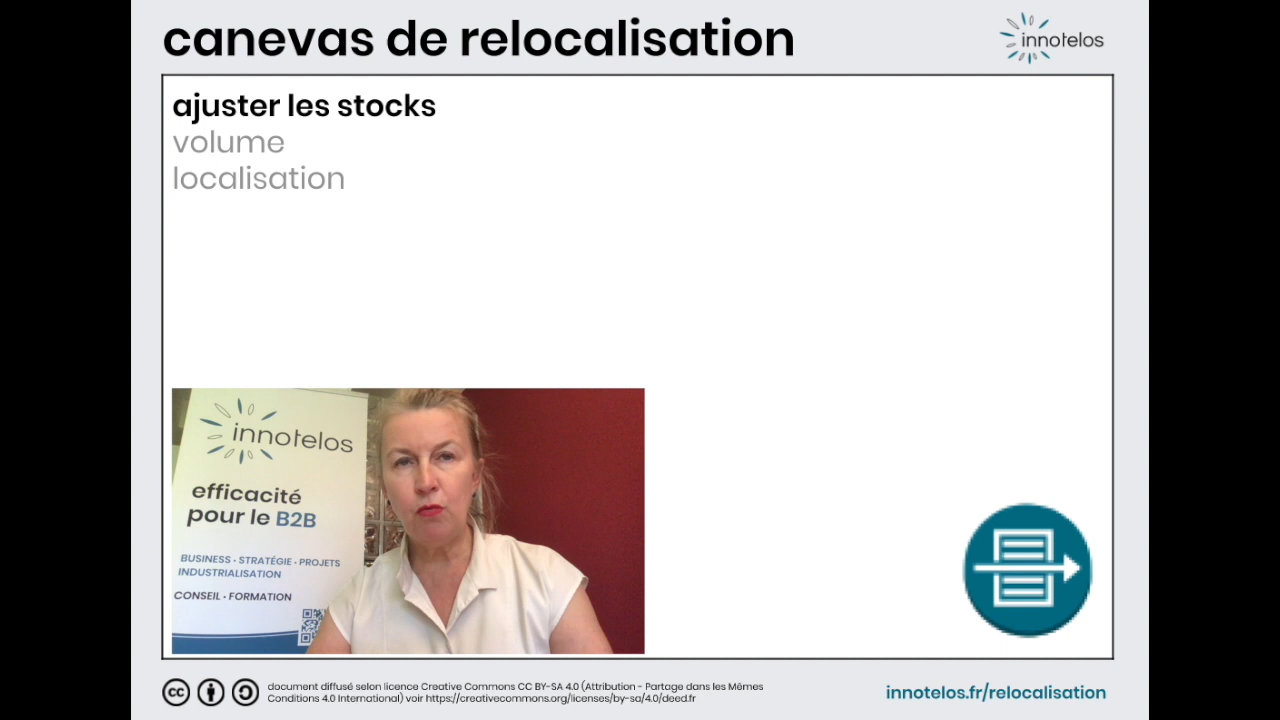 canevas de relocalisation
innotelos
ajuster les stocks
volume
localisation
innotelos
efficacité
pour le B2B
BUSINESS • STRATÉGIE • PROJETS
INDUSTRIALISATION
CONSEIL • FORMATION
cc
document diffusé selon licence Creative Commons CC BY-SA 4.0 (Attribution - Partage dans les Mêmes
Conditions 4.0 International) voir https://creativecommons.org/licenses/by-sa/4.0/deed.fr
innotelos.fr/relocalisation